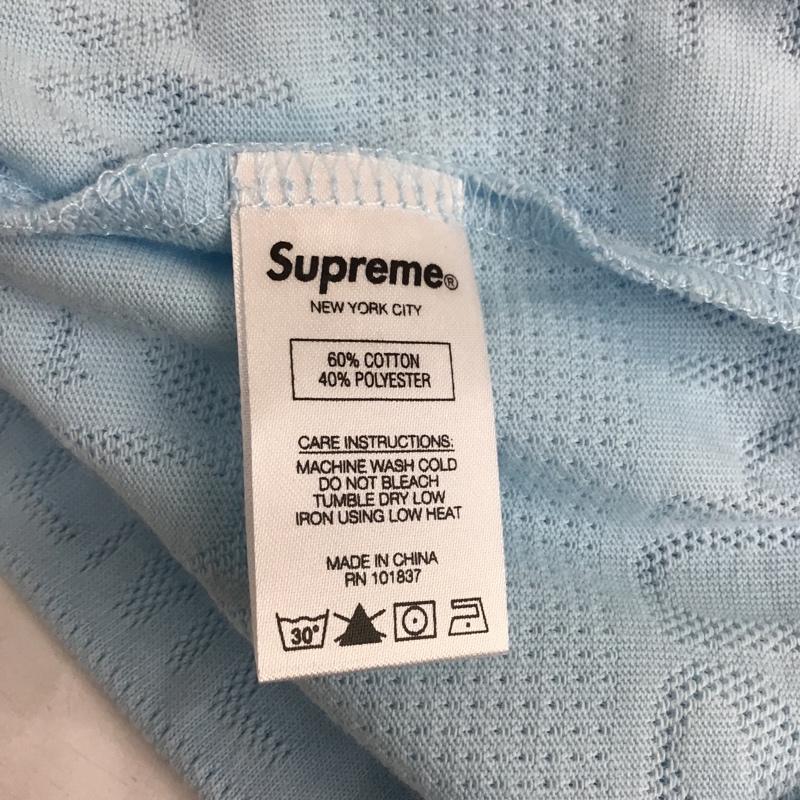 Supreme®
NEW YORK CITY
60% COTTON
40% POLYESTER
CARE INSTRUCTIONS:
MACHINE WASH COLD
DO NOT BLEACH
TUMBLE DRY LOW
IRON USING LOW HEAT
MADE IN CHINA
RN 101837
30°